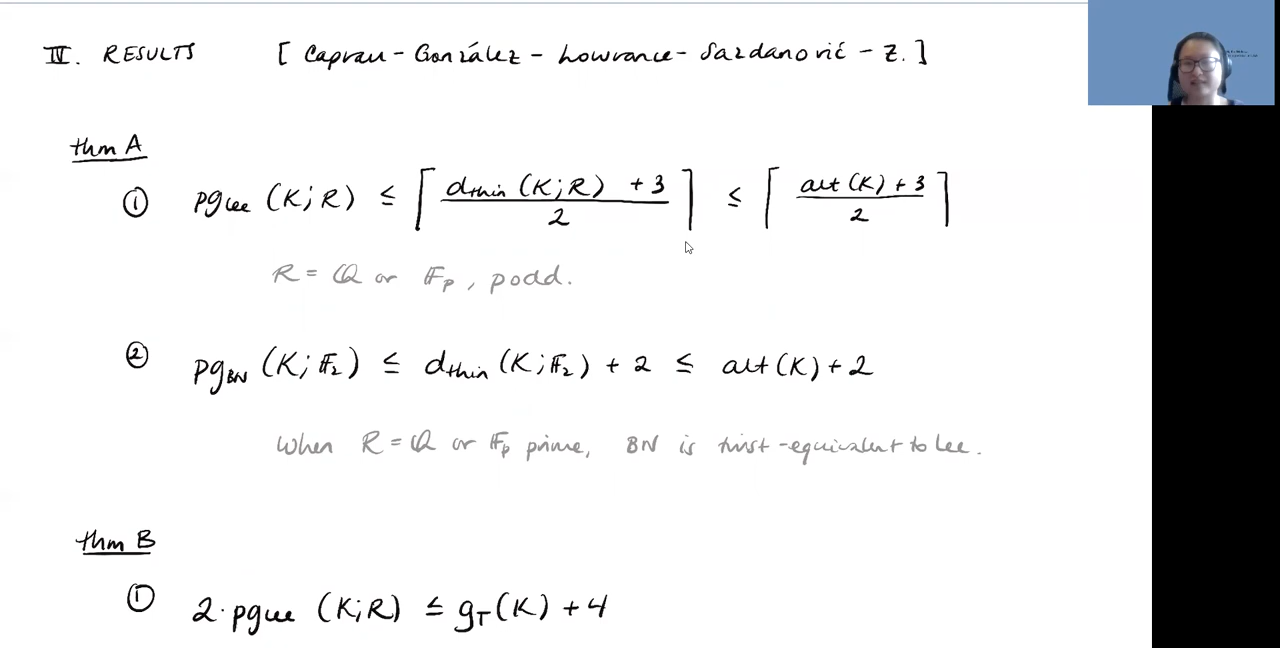 IV. RESULTS [Caprau - González - Lowrance - Sazdanović - Z.]
thm A
① pg_Lee (K; R) ≤ ⌈ (d_thin (K; R) + 3) / 2 ⌉ ≤ ⌈ (alt (K) + 3) / 2 ⌉
R = ℚ or 𝔽_p, p odd.
② pg_BN (K; 𝔽_2) ≤ d_thin (K; 𝔽_2) + 2 ≤ alt (K) + 2
When R = ℚ or 𝔽_p prime, BN is twist-equivalent to Lee.
thm B
① 2·pg_Lee (K; R) ≤ g_T (K) + 4